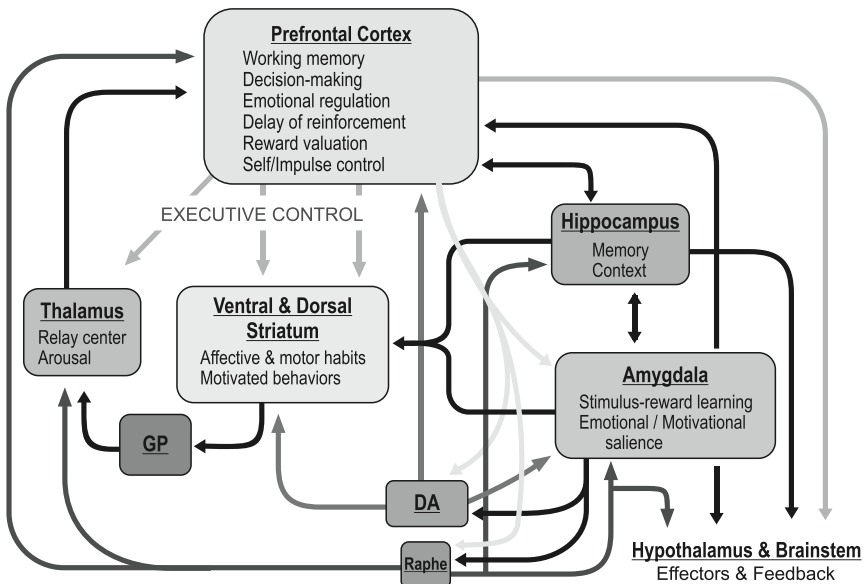 Prefrontal Cortex
Working memory
Decision-making
Emotional regulation
Delay of reinforcement
Reward valuation
Self/Impulse control
EXECUTIVE CONTROL
Hippocampus
Memory
Context
Thalamus
Relay center
Arousal
Ventral & Dorsal
Striatum
Affective & motor habits
Motivated behaviors
Amygdala
Stimulus-reward learning
Emotional / Motivational
salience
GP
DA
Raphe
Hypothalamus & Brainstem
Effectors & Feedback